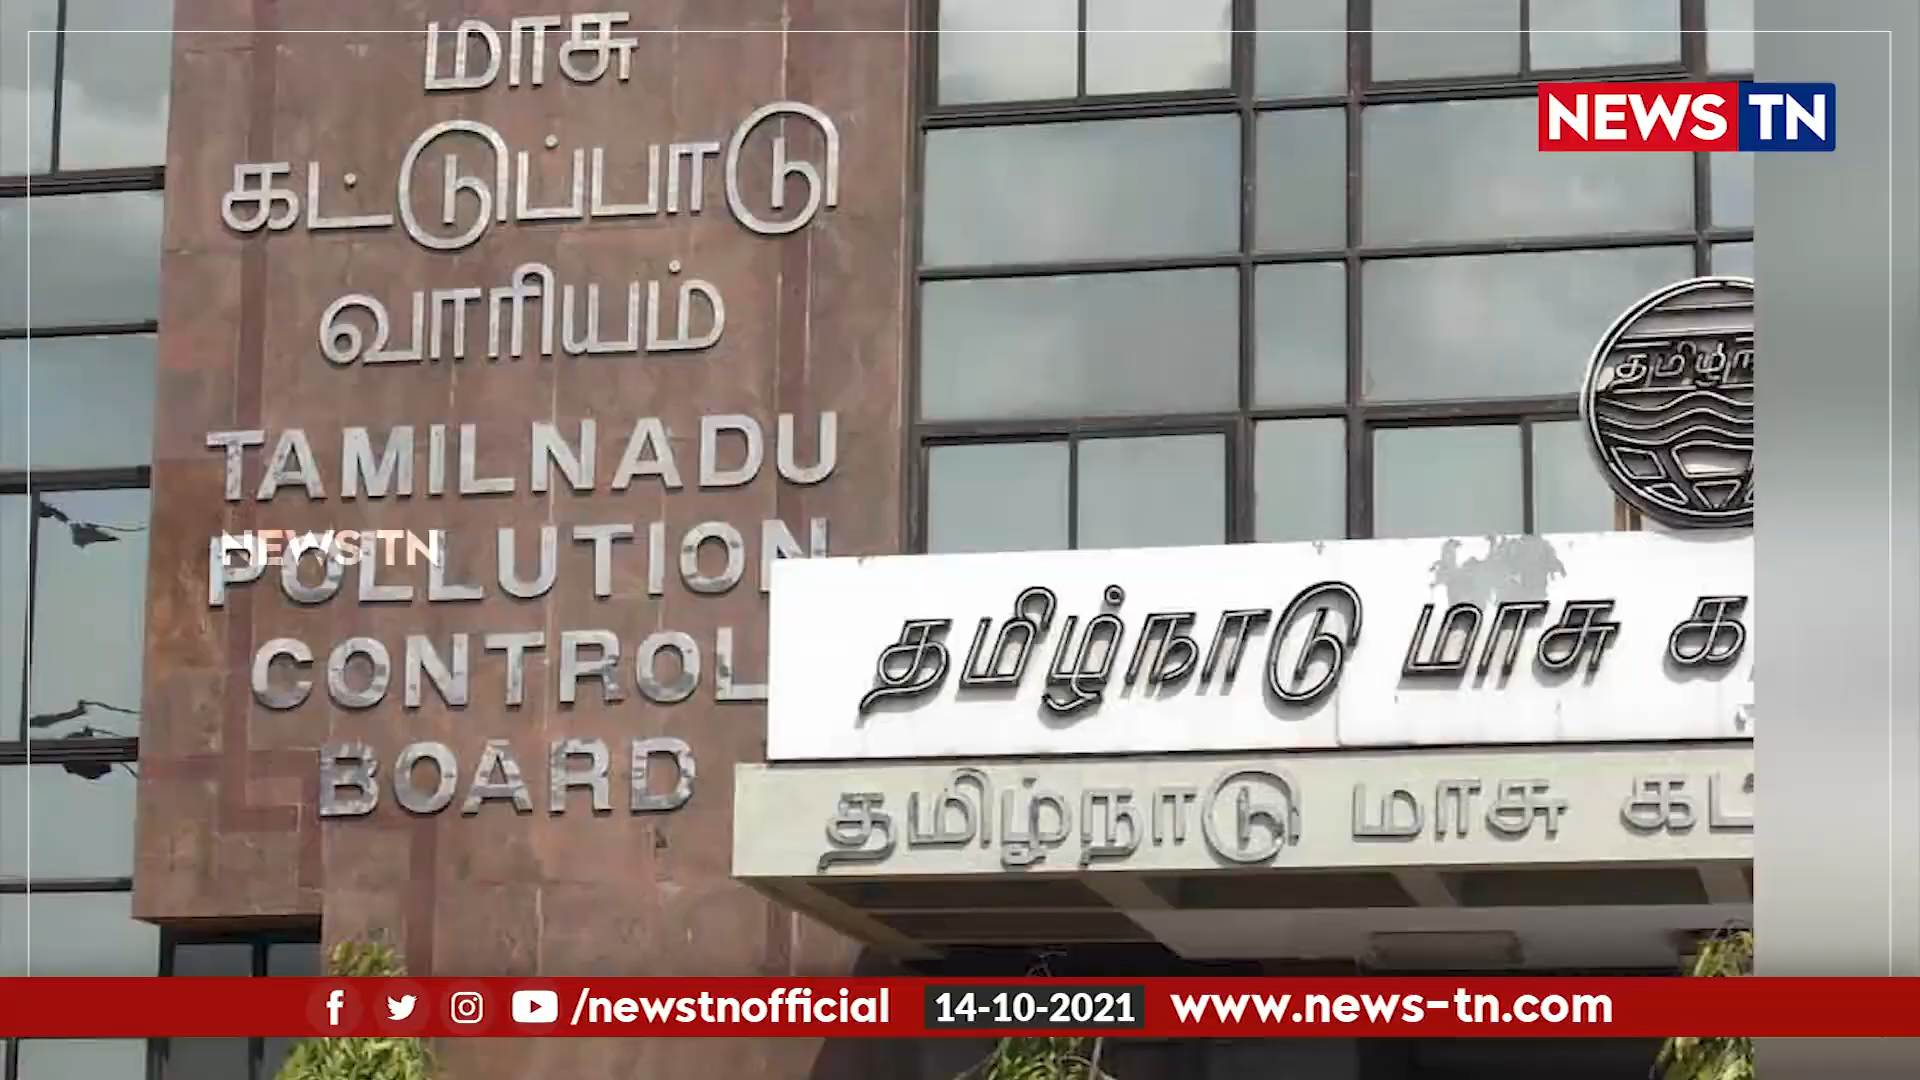 மாசு
கட்டுப்பாடு
வாரியம்
TAMILNADU
POLLUTION
CONTROL
BOARD
NEWS TN
NEWS TN
தமிழ்நாடு மாசு க
தமிழ்நாடு மாசு கட்
/newstnofficial 14-10-2021 www.news-tn.com